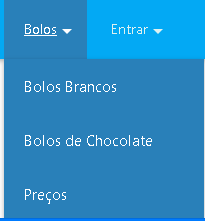 Bolos Entrar
Bolos Brancos
Bolos de Chocolate
Preços